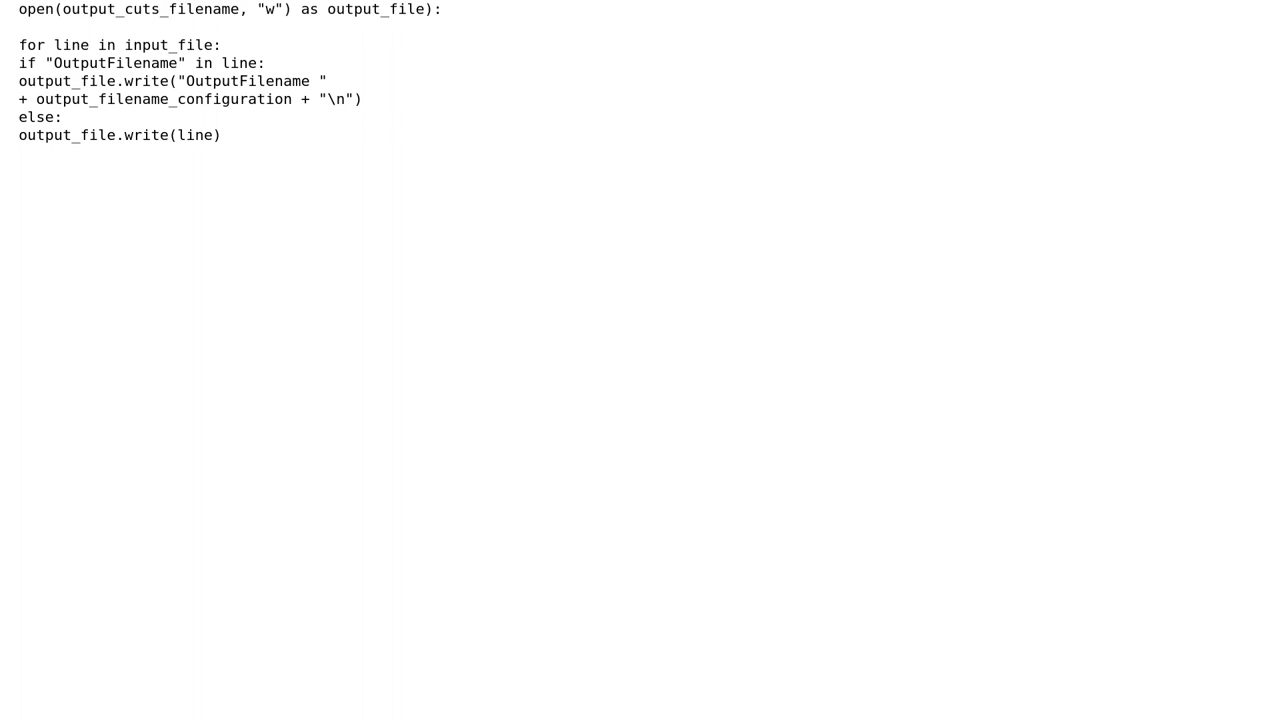 open(output_cuts_filename, "w") as output_file):
for line in input_file:
if "OutputFilename" in line:
output_file.write("OutputFilename "
+ output_filename_configuration + "\n")
else:
output_file.write(line)